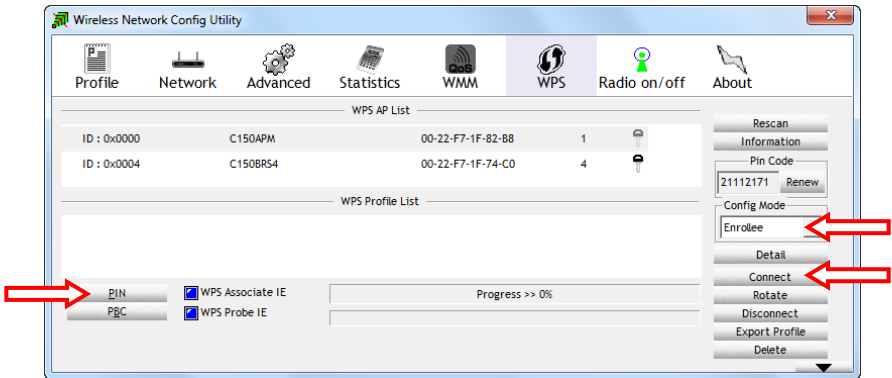 Wireless Network Config Utility
x
Profile Network Advanced Statistics WMM WPS Radio on/off About
QoS
WPS AP List
ID : 0x0000 C150APM 00-22-F7-1F-82-B8 1
ID : 0x0004 C150BRS4 00-22-F7-1F-74-C0 4
WPS Profile List
PIN
PBC
WPS Associate IE
WPS Probe IE
Progress >> 0%
Rescan
Information
Pin Code
21112171 Renew
Config Mode
Enrollee
Detail
Connect
Rotate
Disconnect
Export Profile
Delete